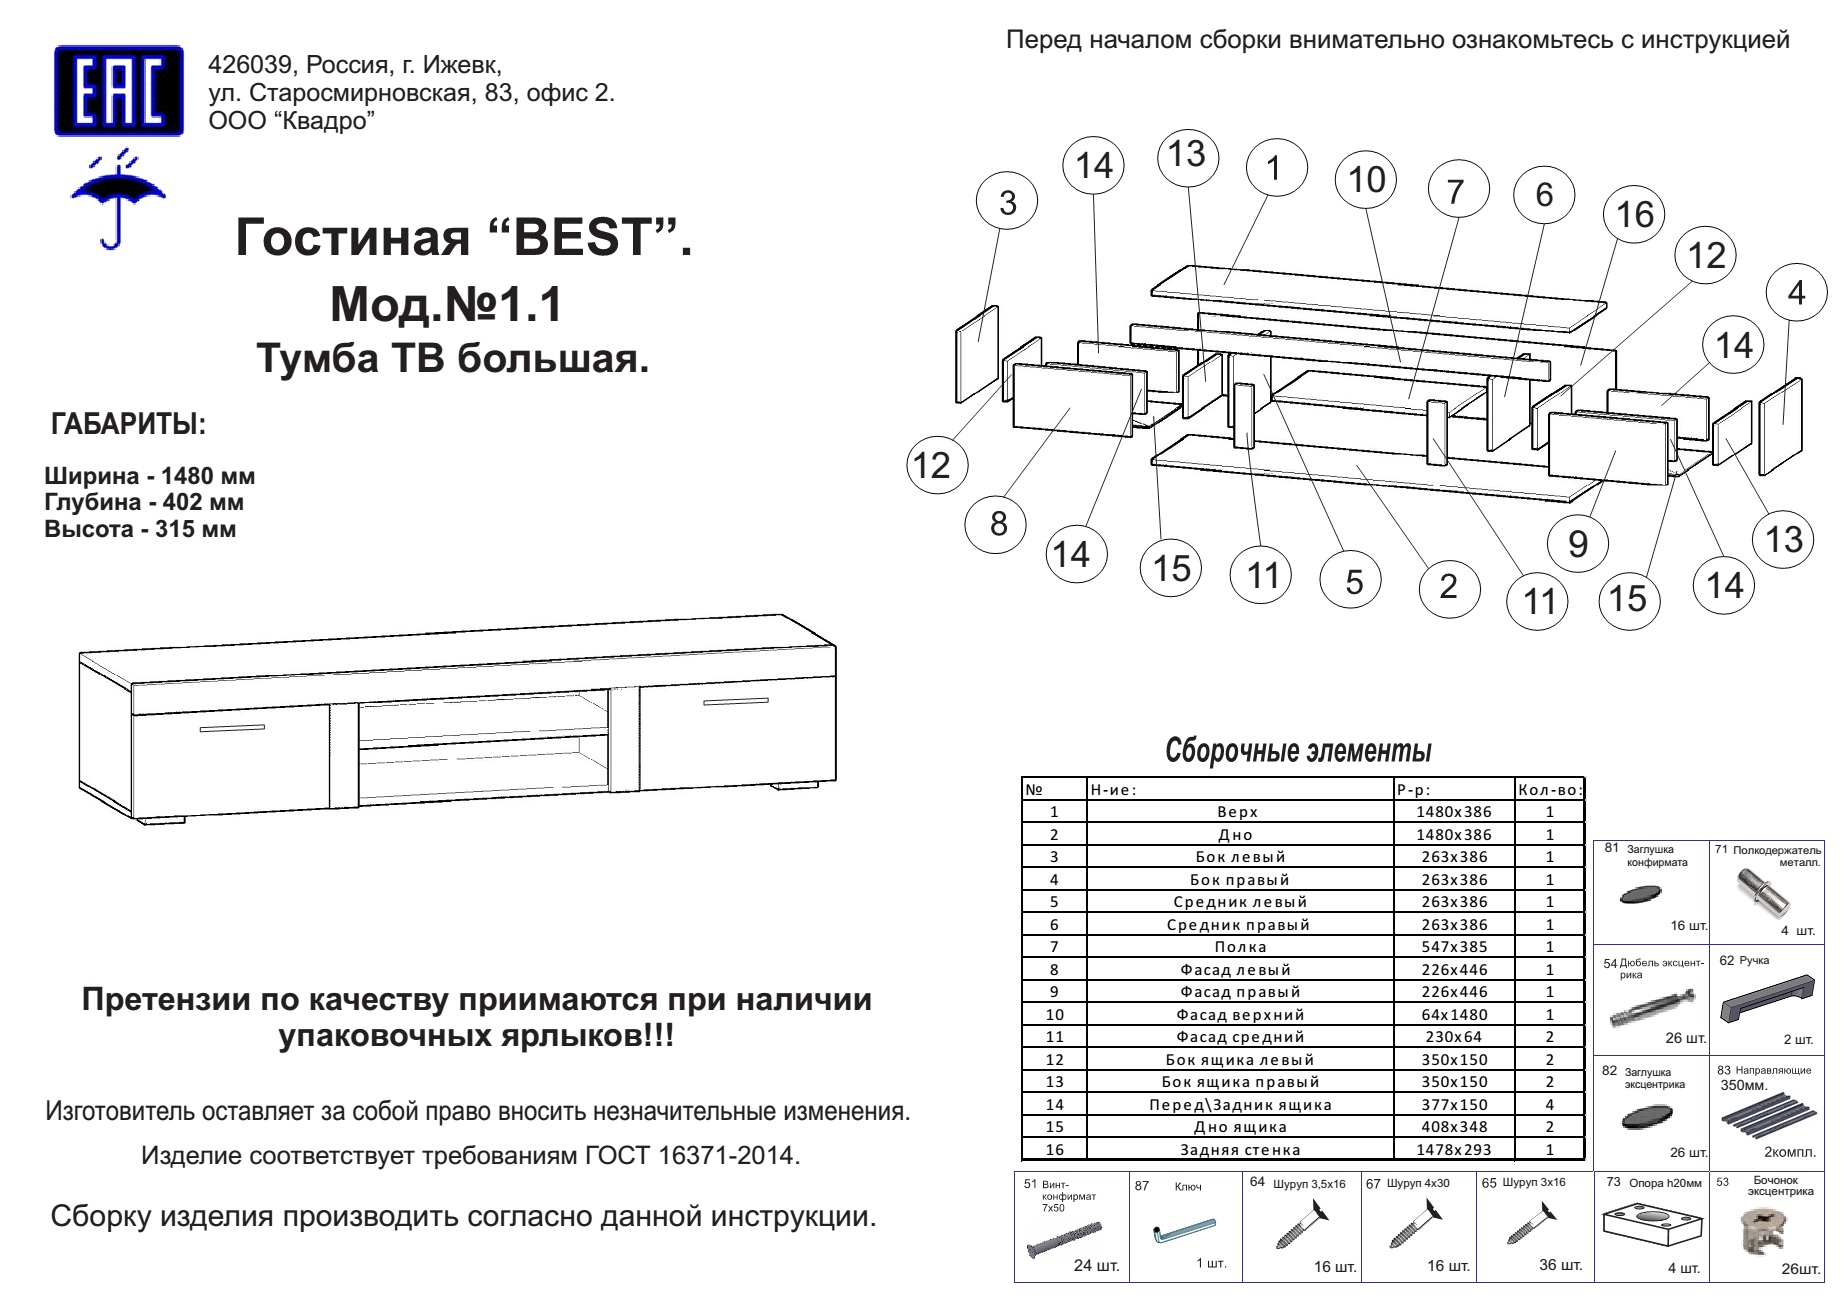 EAC
426039, Россия, г. Ижевк,
ул. Старосмирновская, 83, офис 2.
ООО “Квадро”
Гостиная “BEST”.
Мод.№1.1
Тумба ТВ большая.
ГАБАРИТЫ:
Ширина - 1480 мм
Глубина - 402 мм
Высота - 315 мм
Претензии по качеству приимаются при наличии
упаковочных ярлыков!!!
Изготовитель оставляет за собой право вносить незначительные изменения.
Изделие соответствует требованиям ГОСТ 16371-2014.
Сборку изделия производить согласно данной инструкции.
Перед началом сборки внимательно ознакомьтесь с инструкцией
3
14
13
1
10
7
6
16
12
4
14
12
8
14
15
11
5
2
11
9
15
14
13
Сборочные элементы
№ Н-ие: Р-р: Кол-во:
1 Верх 1480x386 1
2 Дно 1480x386 1
3 Бок левый 263x386 1
4 Бок правый 263x386 1
5 Средник левый 263x386 1
6 Средник правый 263x386 1
7 Полка 547x385 1
8 Фасад левый 226x446 1
9 Фасад правый 226x446 1
10 Фасад верхний 64x1480 1
11 Фасад средний 230x64 2
12 Бок ящика левый 350x150 2
13 Бок ящика правый 350x150 2
14 Перед\Задник ящика 377x150 4
15 Дно ящика 408x348 2
16 Задняя стенка 1478x293 1
81 Заглушка
конфирмата
16 шт.
71 Полкодержатель
металл.
4 шт.
54 Дюбель эксцент-
рика
26 шт.
62 Ручка
2 шт.
82 Заглушка
эксцентрика
26 шт.
83 Направляющие
350мм.
2компл.
51 Винт-
конфирмат
7x50
24 шт.
87 Ключ
1 шт.
64 Шуруп 3,5x16
16 шт.
67 Шуруп 4x30
16 шт.
65 Шуруп 3x16
36 шт.
73 Опора h20мм
4 шт.
53 Бочонок
эксцентрика
26шт.